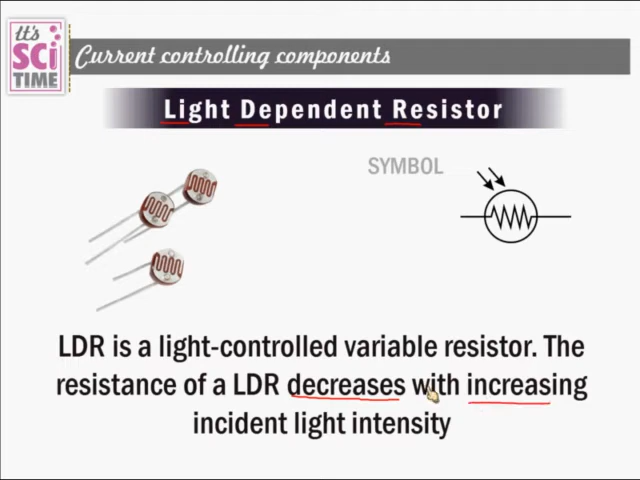 It's
SCi
TIME
Current controlling components
Light Dependent Resistor
SYMBOL
LDR is a light-controlled variable resistor. The
resistance of a LDR decreases with increasing
incident light intensity